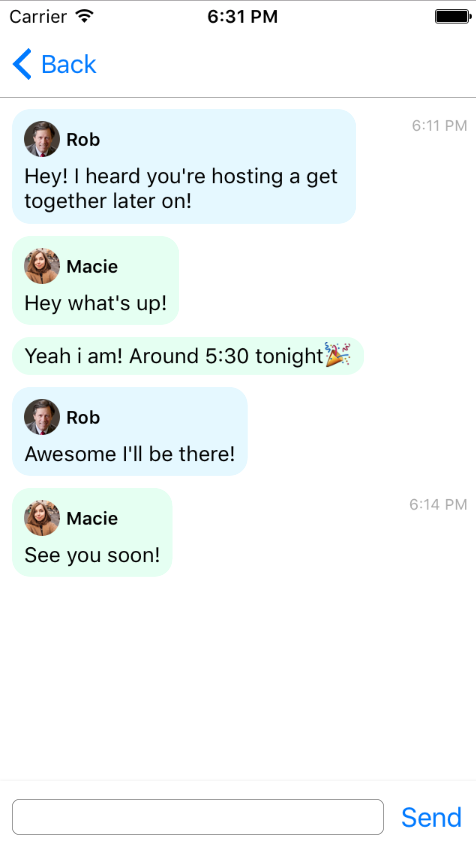 Carrier 6:31 PM
Back
Rob 6:11 PM
Hey! I heard you're hosting a get
together later on!
Macie
Hey what's up!
Yeah i am! Around 5:30 tonight🎉
Rob
Awesome I'll be there!
Macie 6:14 PM
See you soon!
Send